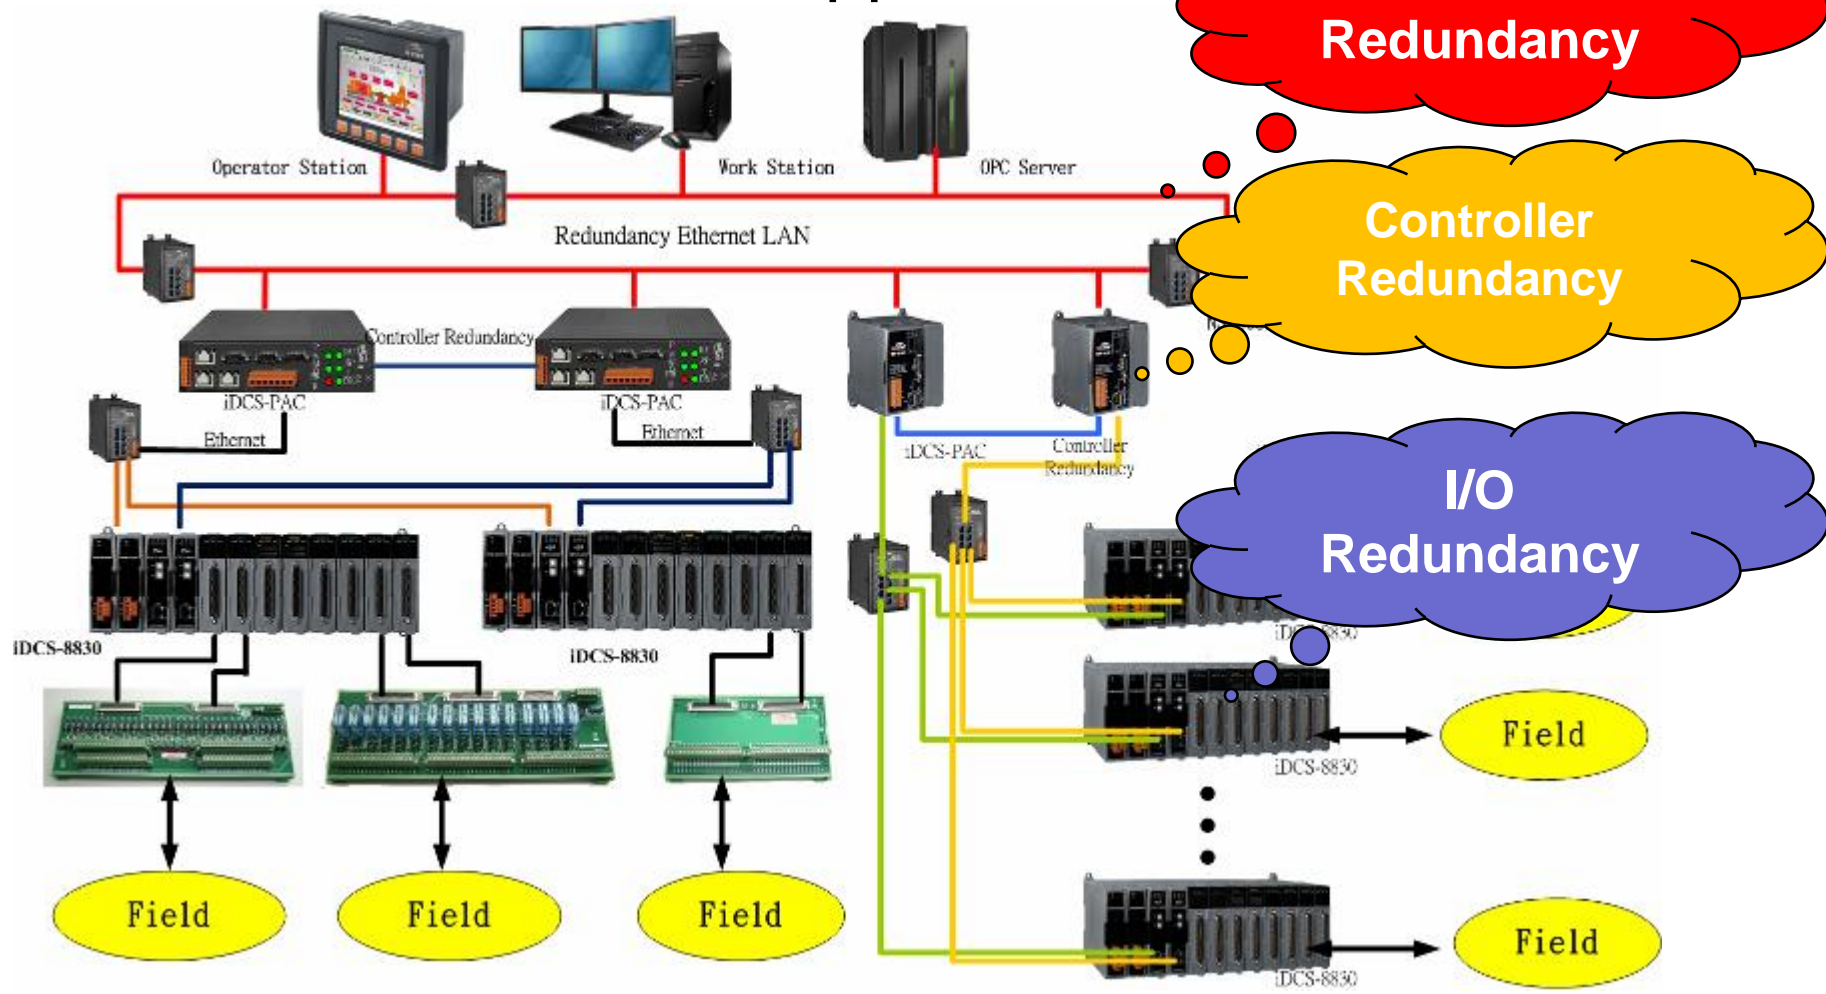 Redundancy
Operator Station
Work Station
OPC Server
Redundancy Ethernet LAN
Controller
Redundancy
Controller Redundancy
iDCS-PAC
iDCS-PAC
Ethernet
Ethernet
iDCS-PAC
Controller
Redundancy
I/O
Redundancy
iDCS-8830
iDCS-8830
iDCS-8830
Field
iDCS-8830
Field
Field
Field
Field
iDCS-8830